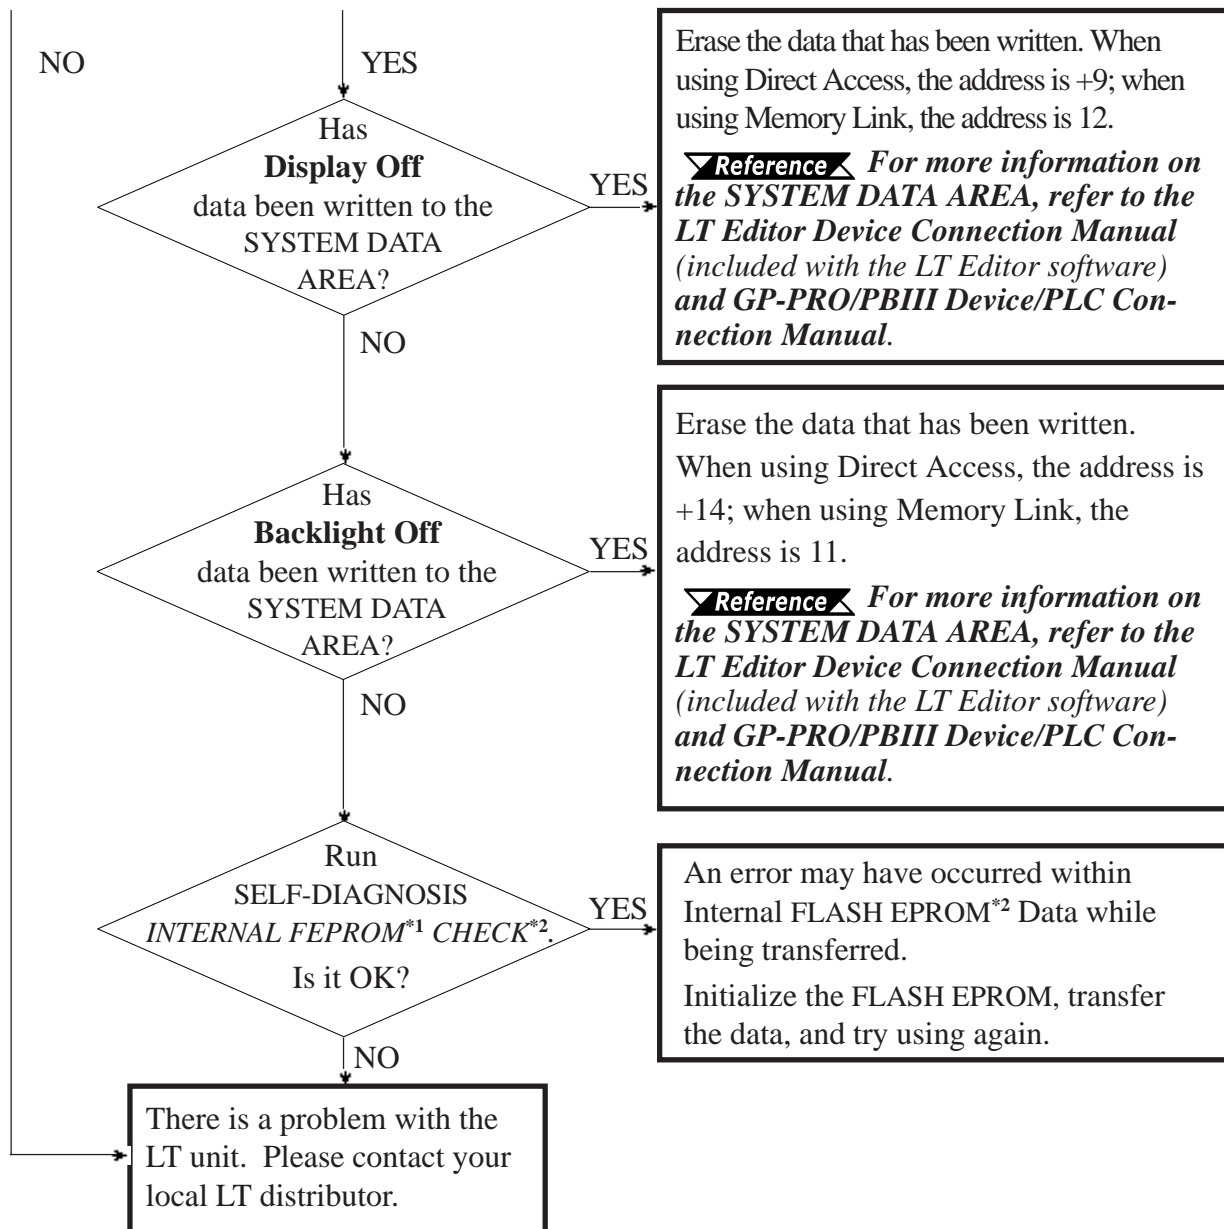 NO
YES
Has
Display Off
data been written to the
SYSTEM DATA
AREA?
YES
Erase the data that has been written. When
using Direct Access, the address is +9; when
using Memory Link, the address is 12.
Reference For more information on
the SYSTEM DATA AREA, refer to the
LT Editor Device Connection Manual
(included with the LT Editor software)
and GP-PRO/PBIII Device/PLC Con-
nection Manual.
NO
Has
Backlight Off
data been written to the
SYSTEM DATA
AREA?
YES
Erase the data that has been written.
When using Direct Access, the address is
+14; when using Memory Link, the
address is 11.
Reference For more information on
the SYSTEM DATA AREA, refer to the
LT Editor Device Connection Manual
(included with the LT Editor software)
and GP-PRO/PBIII Device/PLC Con-
nection Manual.
NO
Run
SELF-DIAGNOSIS
INTERNAL FEPROM*1 CHECK*2.
Is it OK?
YES
An error may have occurred within
Internal FLASH EPROM*2 Data while
being transferred.
Initialize the FLASH EPROM, transfer
the data, and try using again.
NO
There is a problem with the
LT unit. Please contact your
local LT distributor.